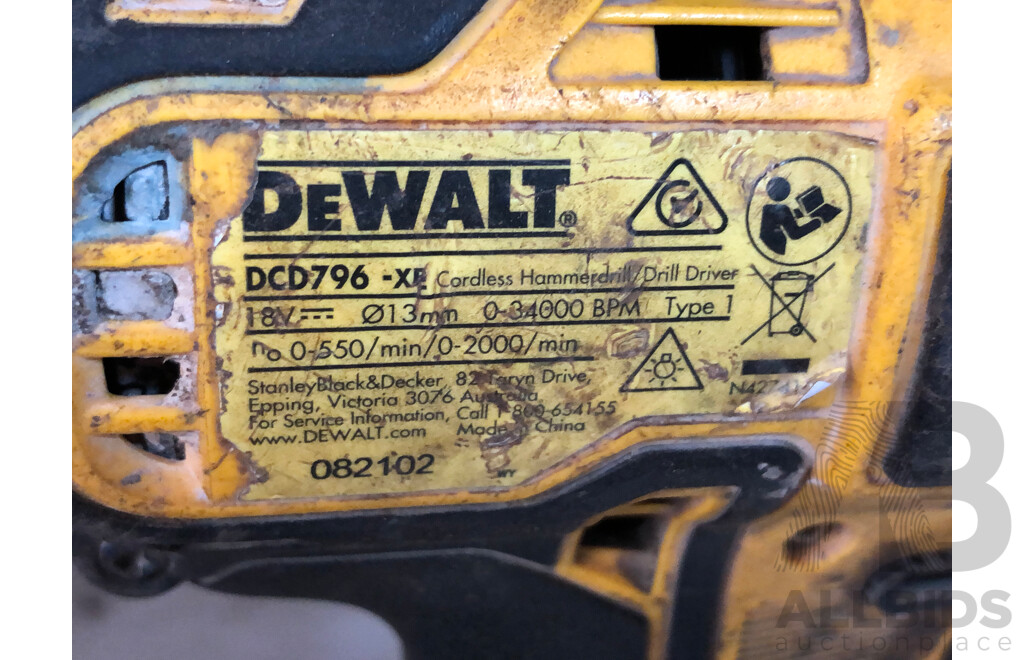 DEWALT®
DCD796 -XE Cordless Hammerdrill/Drill Driver
18V Ø13mm 0-34000 BPM Type 1
no 0-550/min/0-2000/min
StanleyBlack&Decker, 82 Taryn Drive,
Epping, Victoria 3076 Australia
For Service Information, Call 1-800-654155
www.DEWALT.com Made in China
082102
B
ALLBIDS
auctionplace